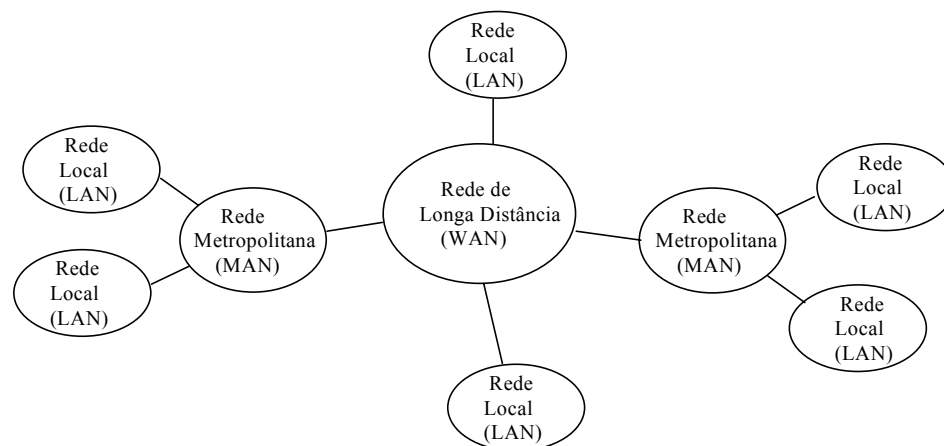 Rede
Local
(LAN)
Rede
Local
(LAN)
Rede
Local
(LAN)
Rede
Metropolitana
(MAN)
Rede de
Longa Distância
(WAN)
Rede
Metropolitana
(MAN)
Rede
Local
(LAN)
Rede
Local
(LAN)
Rede
Local
(LAN)